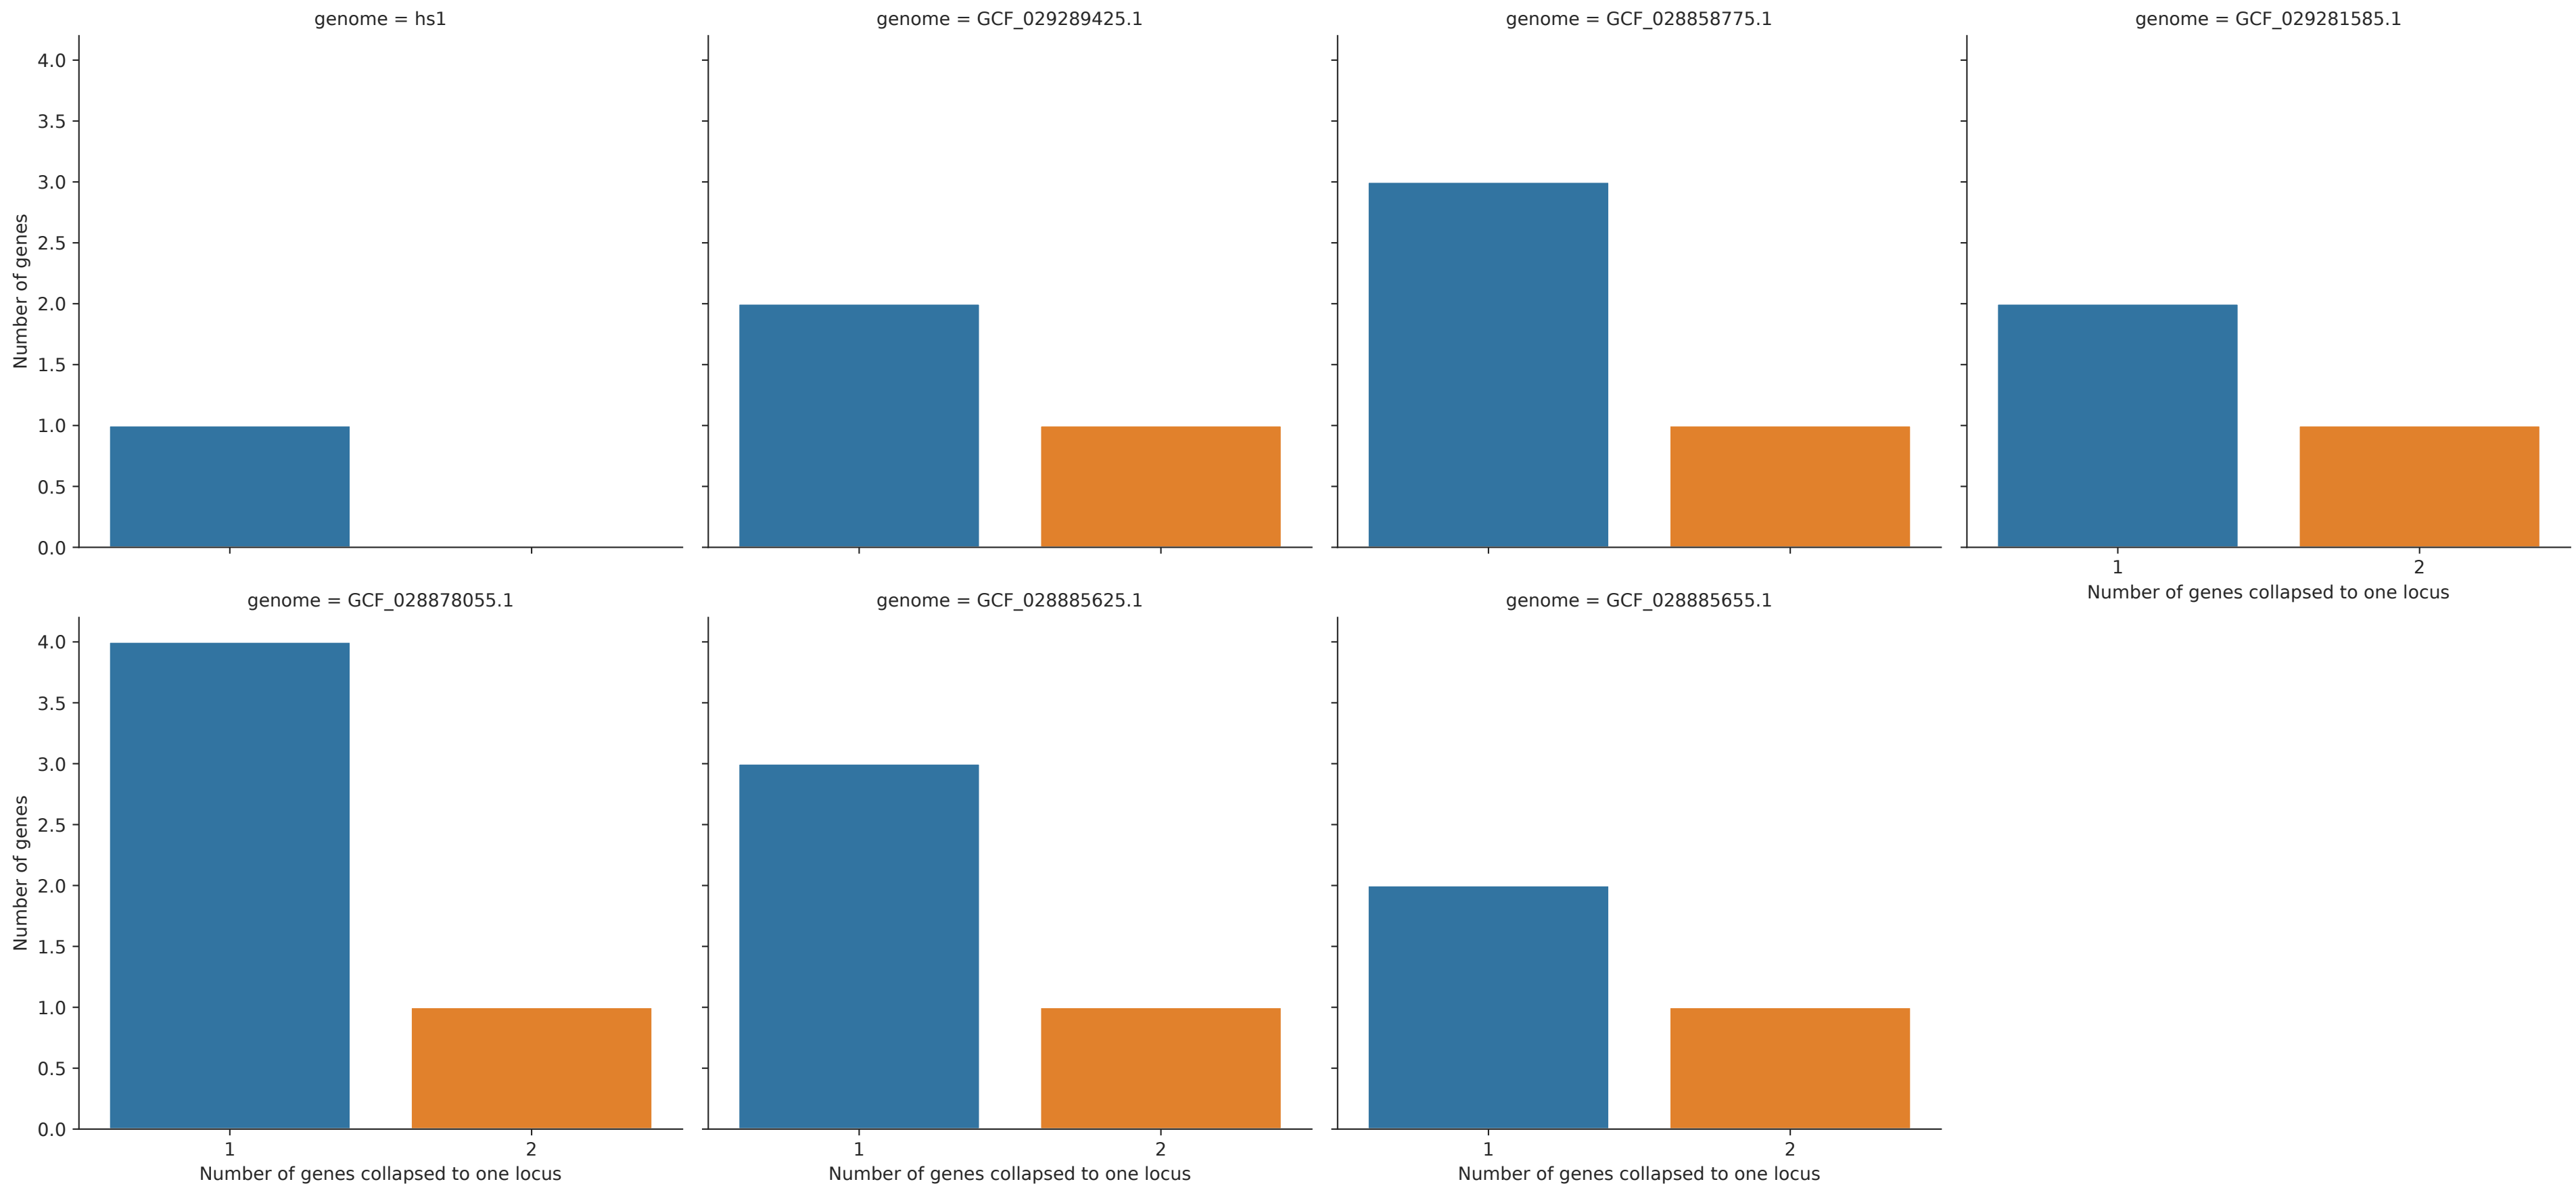 genome = hs1
genome = GCF_029289425.1
genome = GCF_028858775.1
genome = GCF_029281585.1
Number of genes
4.0
3.5
3.0
2.5
2.0
1.5
1.0
0.5
0.0
1 2
Number of genes collapsed to one locus
genome = GCF_028878055.1
genome = GCF_028885625.1
genome = GCF_028885655.1
Number of genes
4.0
3.5
3.0
2.5
2.0
1.5
1.0
0.5
0.0
1 2
Number of genes collapsed to one locus
1 2
Number of genes collapsed to one locus
1 2
Number of genes collapsed to one locus